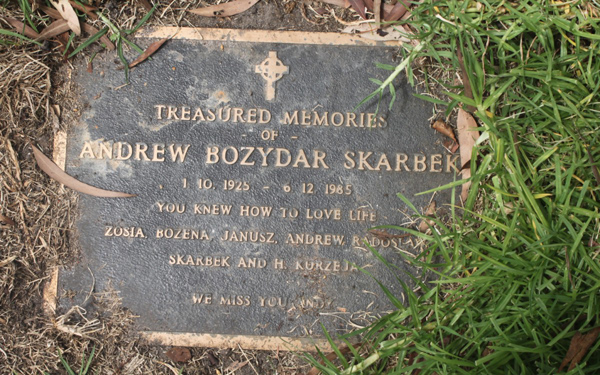 TREASURED MEMORIES
OF -
ANDREW BOZYDAR SKARBEK
1 10. 1925 - 6 12. 1985
YOU KNEW HOW TO LOVE LIFE
ZOSIA, BOZENA, JANUSZ, ANDREW, RADOSLAW
SKARBEK AND H. KURZEJA
WE MISS YOU ANDY